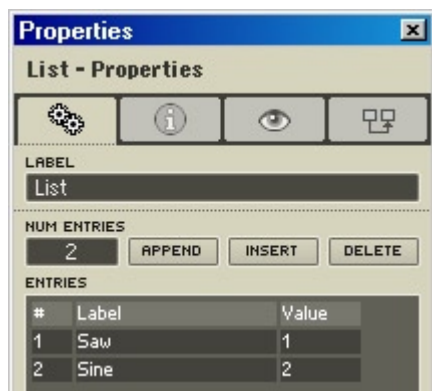 Properties
List - Properties
LABEL
List
NUM ENTRIES
2 APPEND INSERT DELETE
ENTRIES
# Label Value
1 Saw 1
2 Sine 2